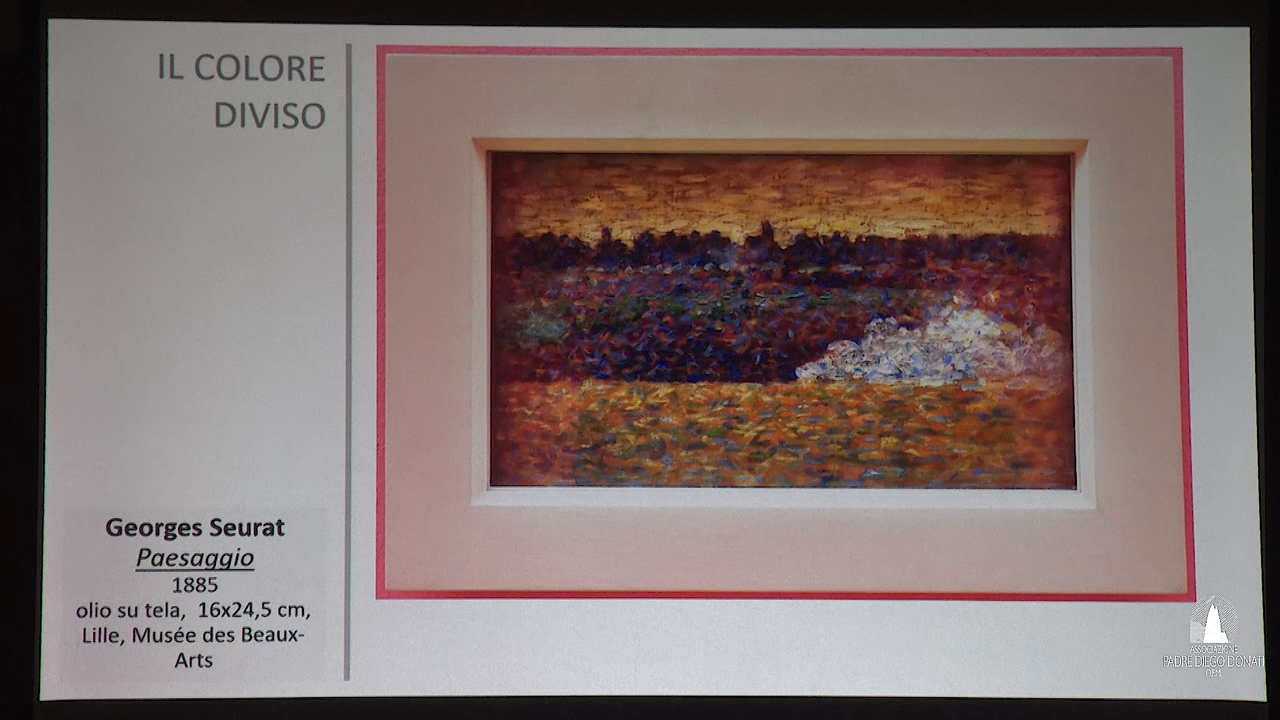 IL COLORE
DIVISO
Georges Seurat
Paesaggio
1885
olio su tela, 16x24,5 cm,
Lille, Musée des Beaux-
Arts
ASSOCIAZIONE
PADRE DIEGO DONATI
OFM